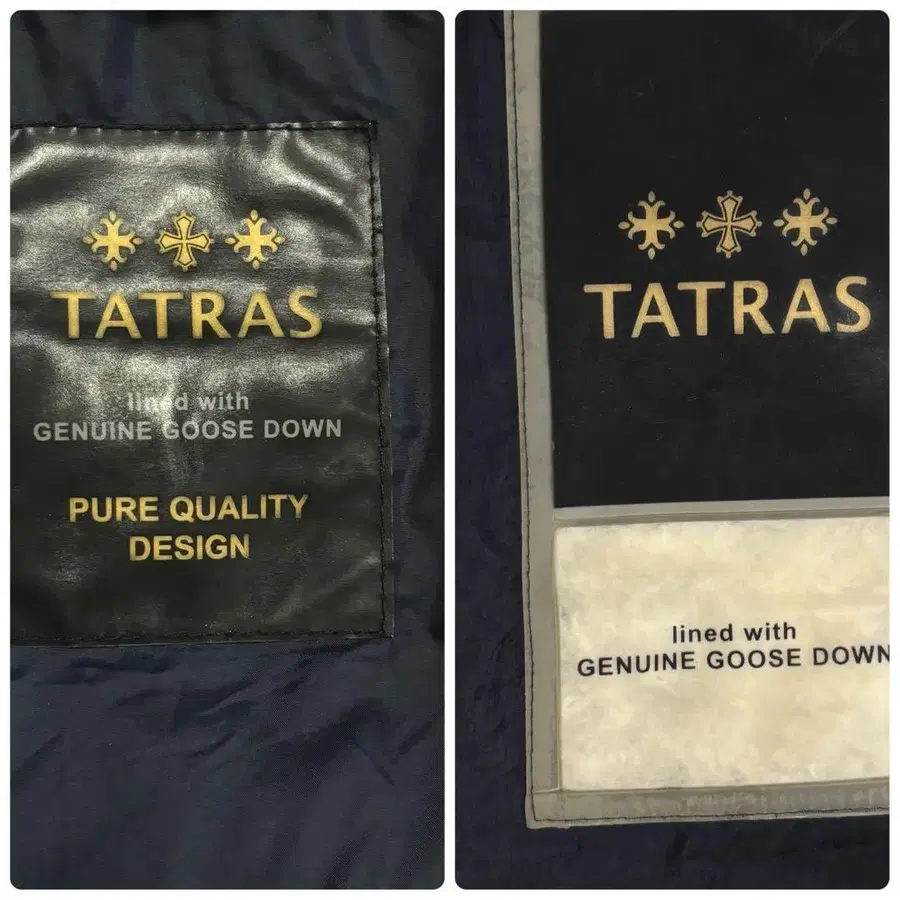 TATRAS
lined with
GENUINE GOOSE DOWN
PURE QUALITY
DESIGN
TATRAS
lined with
GENUINE GOOSE DOWN